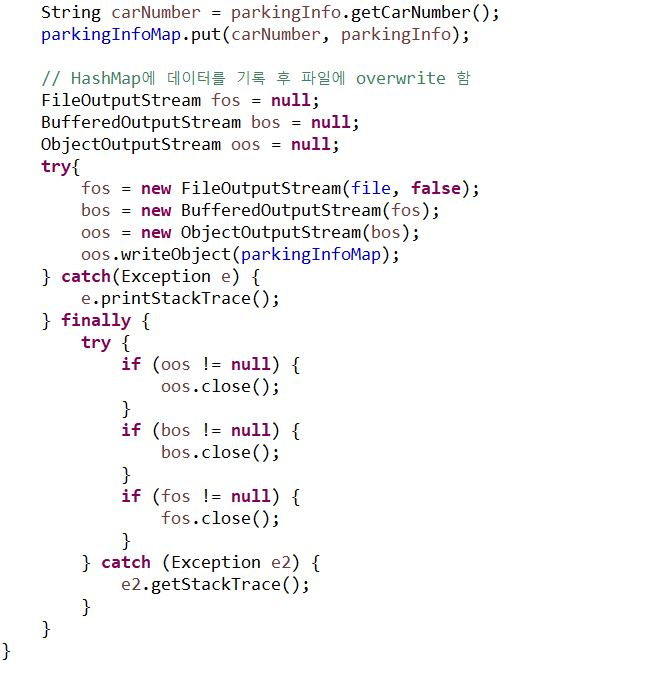 String carNumber = parkingInfo.getCarNumber();
parkingInfoMap.put(carNumber, parkingInfo);
// HashMap에 데이터를 기록 후 파일에 overwrite 함
FileOutputStream fos = null;
BufferedOutputStream bos = null;
ObjectOutputStream oos = null;
try{
fos = new FileOutputStream(file, false);
bos = new BufferedOutputStream(fos);
oos = new ObjectOutputStream(bos);
oos.writeObject(parkingInfoMap);
} catch(Exception e) {
e.printStackTrace();
} finally {
try {
if (oos != null) {
oos.close();
}
if (bos != null) {
bos.close();
}
if (fos != null) {
fos.close();
}
} catch (Exception e2) {
e2.getStackTrace();
}
}
}